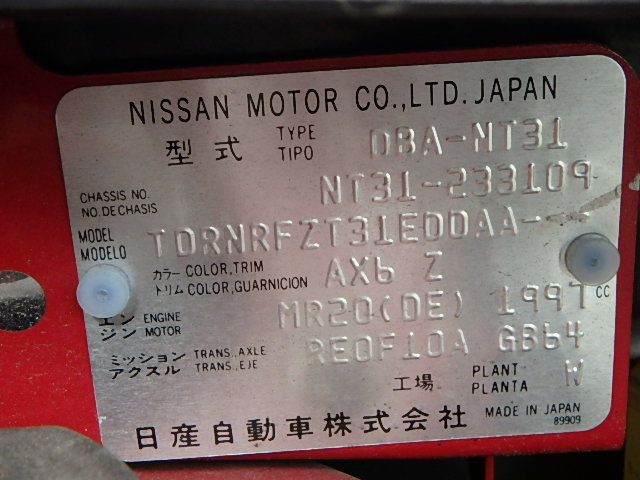 NISSAN MOTOR CO.,LTD. JAPAN
型式 TYPE TIPO DBA-NT31
CHASSIS NO. NO.DECHASIS NT31-233109
MODEL MODELO TDRNRFZT31EDDAA---
カラー COLOR,TRIM トリム COLOR,GUARNICION AX6 Z
エンジン ENGINE MOTOR MR20(DE) 1997 CC
ミッション アクスル TRANS.,AXLE TRANS.,EJE RE0F10A GB64
工場 PLANT PLANTA W
日産自動車株式会社 MADE IN JAPAN
89909